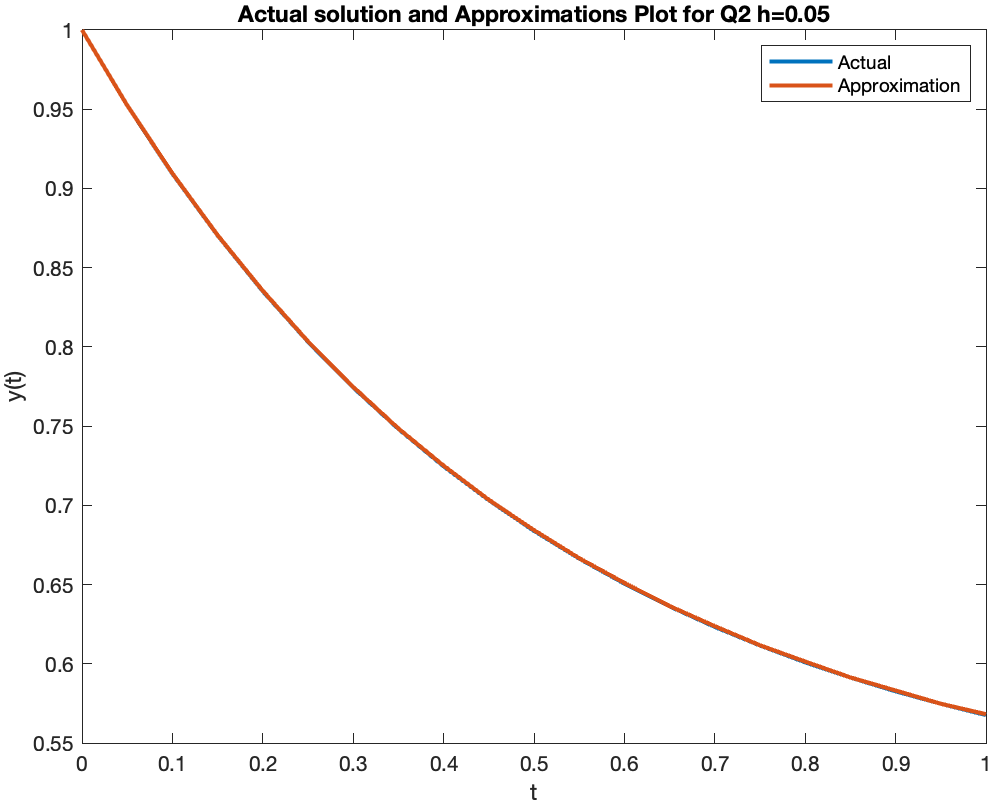 Actual solution and Approximations Plot for Q2 h=0.05
Actual
Approximation
1
0.95
0.9
0.85
0.8
0.75
0.7
0.65
0.6
0.55
y(t)
0 0.1 0.2 0.3 0.4 0.5 0.6 0.7 0.8 0.9 1
t